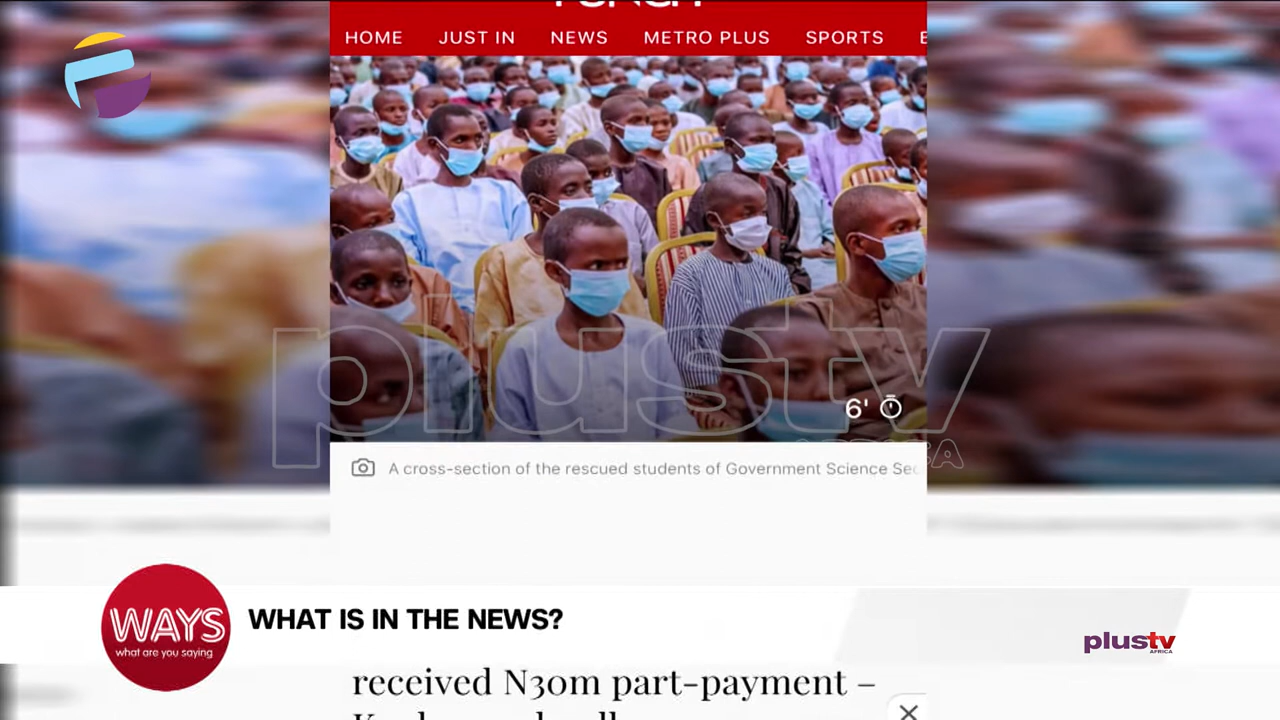 HOME JUST IN NEWS METRO PLUS SPORTS
6'
plustv
A cross-section of the rescued students of Government Science
WAYS
what are you saying
WHAT IS IN THE NEWS?
plustv
AFRICA
received N30m part-payment –